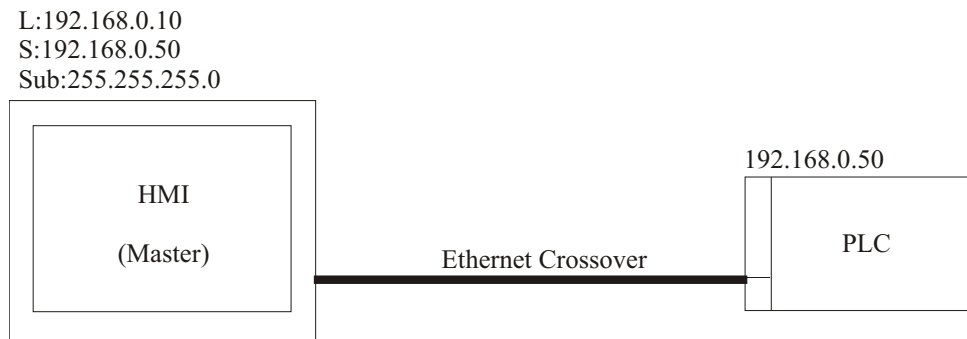 L:192.168.0.10
S:192.168.0.50
Sub:255.255.255.0
192.168.0.50
HMI
(Master)
PLC
Ethernet Crossover